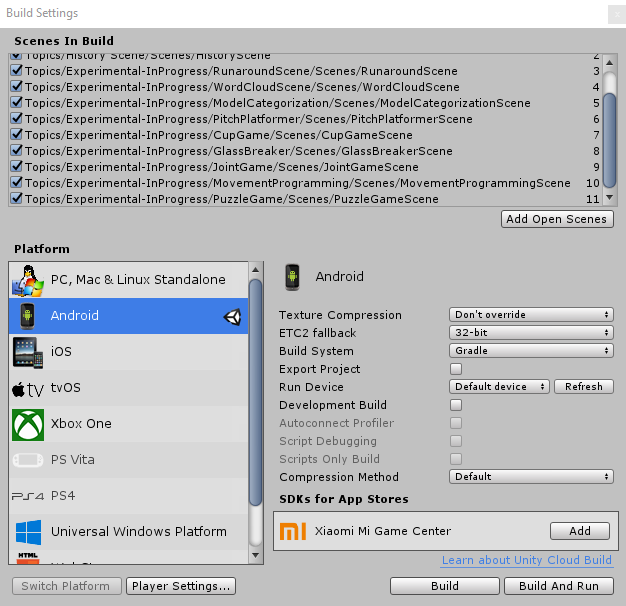 Build Settings
x
Scenes In Build
Topics/History Scene/Scenes/HistoryScene 2
Topics/Experimental-InProgress/RunaroundScene/Scenes/RunaroundScene 3
Topics/Experimental-InProgress/WordCloudScene/Scenes/WordCloudScene 4
Topics/Experimental-InProgress/ModelCategorization/Scenes/ModelCategorizationScene 5
Topics/Experimental-InProgress/PitchPlatformer/Scenes/PitchPlatformerScene 6
Topics/Experimental-InProgress/CupGame/Scenes/CupGameScene 7
Topics/Experimental-InProgress/GlassBreaker/Scenes/GlassBreakerScene 8
Topics/Experimental-InProgress/JointGame/Scenes/JointGameScene 9
Topics/Experimental-InProgress/MovementProgramming/Scenes/MovementProgrammingScene 10
Topics/Experimental-InProgress/PuzzleGame/Scenes/PuzzleGameScene 11
Add Open Scenes
Platform
PC, Mac & Linux Standalone
Android
iOS
tv tvOS
Xbox One
PS Vita
PS4 PS4
Universal Windows Platform
HTML
Android
Texture Compression Don't override
ETC2 fallback 32-bit
Build System Gradle
Export Project
Run Device Default device Refresh
Development Build
Autoconnect Profiler
Script Debugging
Scripts Only Build
Compression Method Default
SDKs for App Stores
MI Xiaomi Mi Game Center Add
Learn about Unity Cloud Build
Switch Platform Player Settings... Build Build And Run